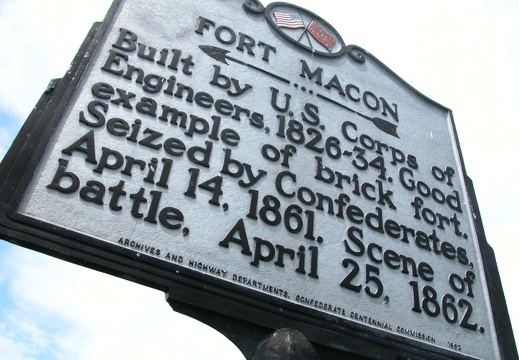 FORT MACON
Built by U.S. Corps of
Engineers, 1826-34. Good
example of brick fort.
Seized by Confederates,
April 14, 1861. Scene of
battle, April 25, 1862.
ARCHIVES AND HIGHWAY DEPARTMENTS, CONFEDERATE CENTENNIAL COMMISSION 1962